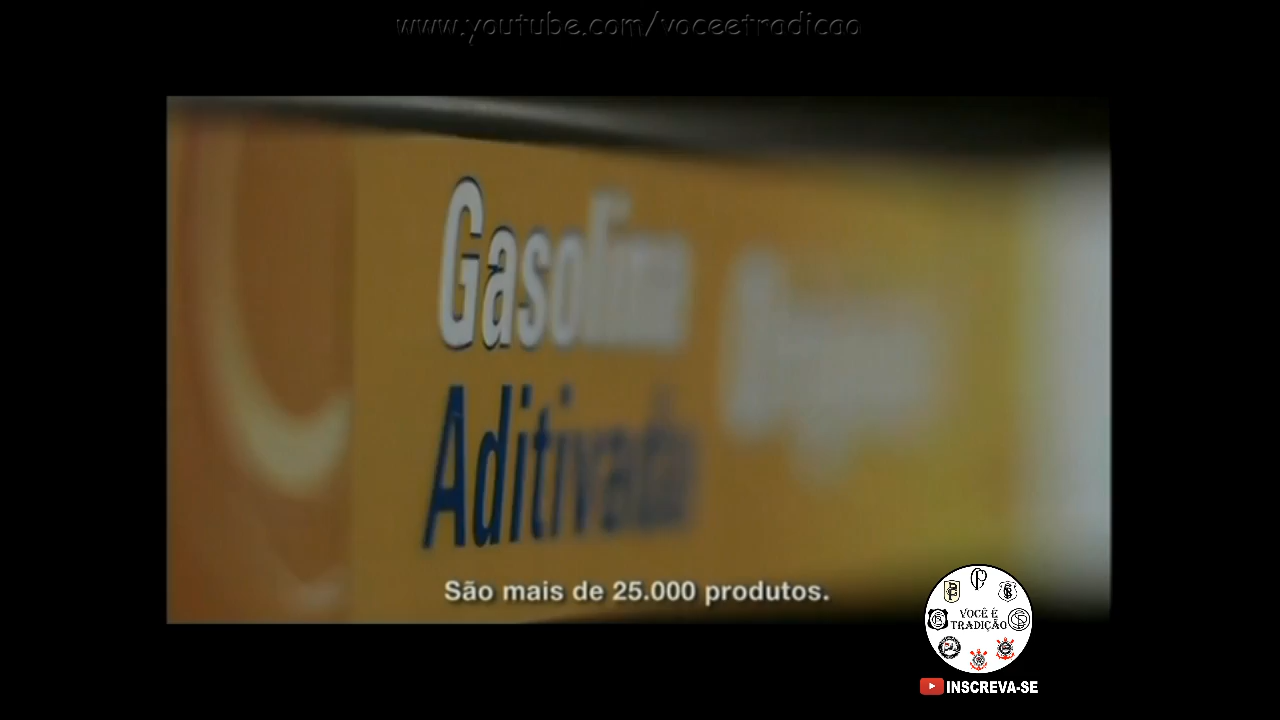 www.youtube.com/voceetradicao
Gasolina
Aditivada
São mais de 25.000 produtos.
VOCÊ É
TRADIÇÃO
INSCREVA-SE